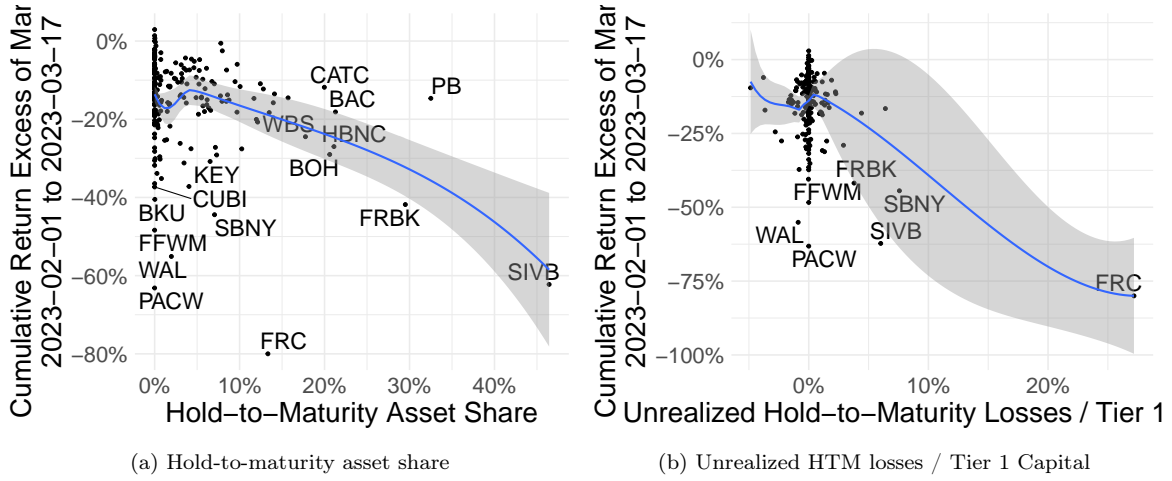 Cumulative Return Excess of Mar
2023−02−01 to 2023−03−17
0%
−20%
−40%
−60%
−80%
CATC
BAC
PB
WBS
HBNC
BOH
KEY
CUBI
BKU
SBNY
FRBK
FFWM
WAL
SIVB
PACW
FRC
0% 10% 20% 30% 40%
Hold−to−Maturity Asset Share
(a) Hold-to-maturity asset share
Cumulative Return Excess of Mar
2023−02−01 to 2023−03−17
0%
−25%
−50%
−75%
−100%
FRBK
FFWM
SBNY
WAL
SIVB
PACW
FRC
0% 10% 20%
Unrealized Hold−to−Maturity Losses / Tier 1
(b) Unrealized HTM losses / Tier 1 Capital